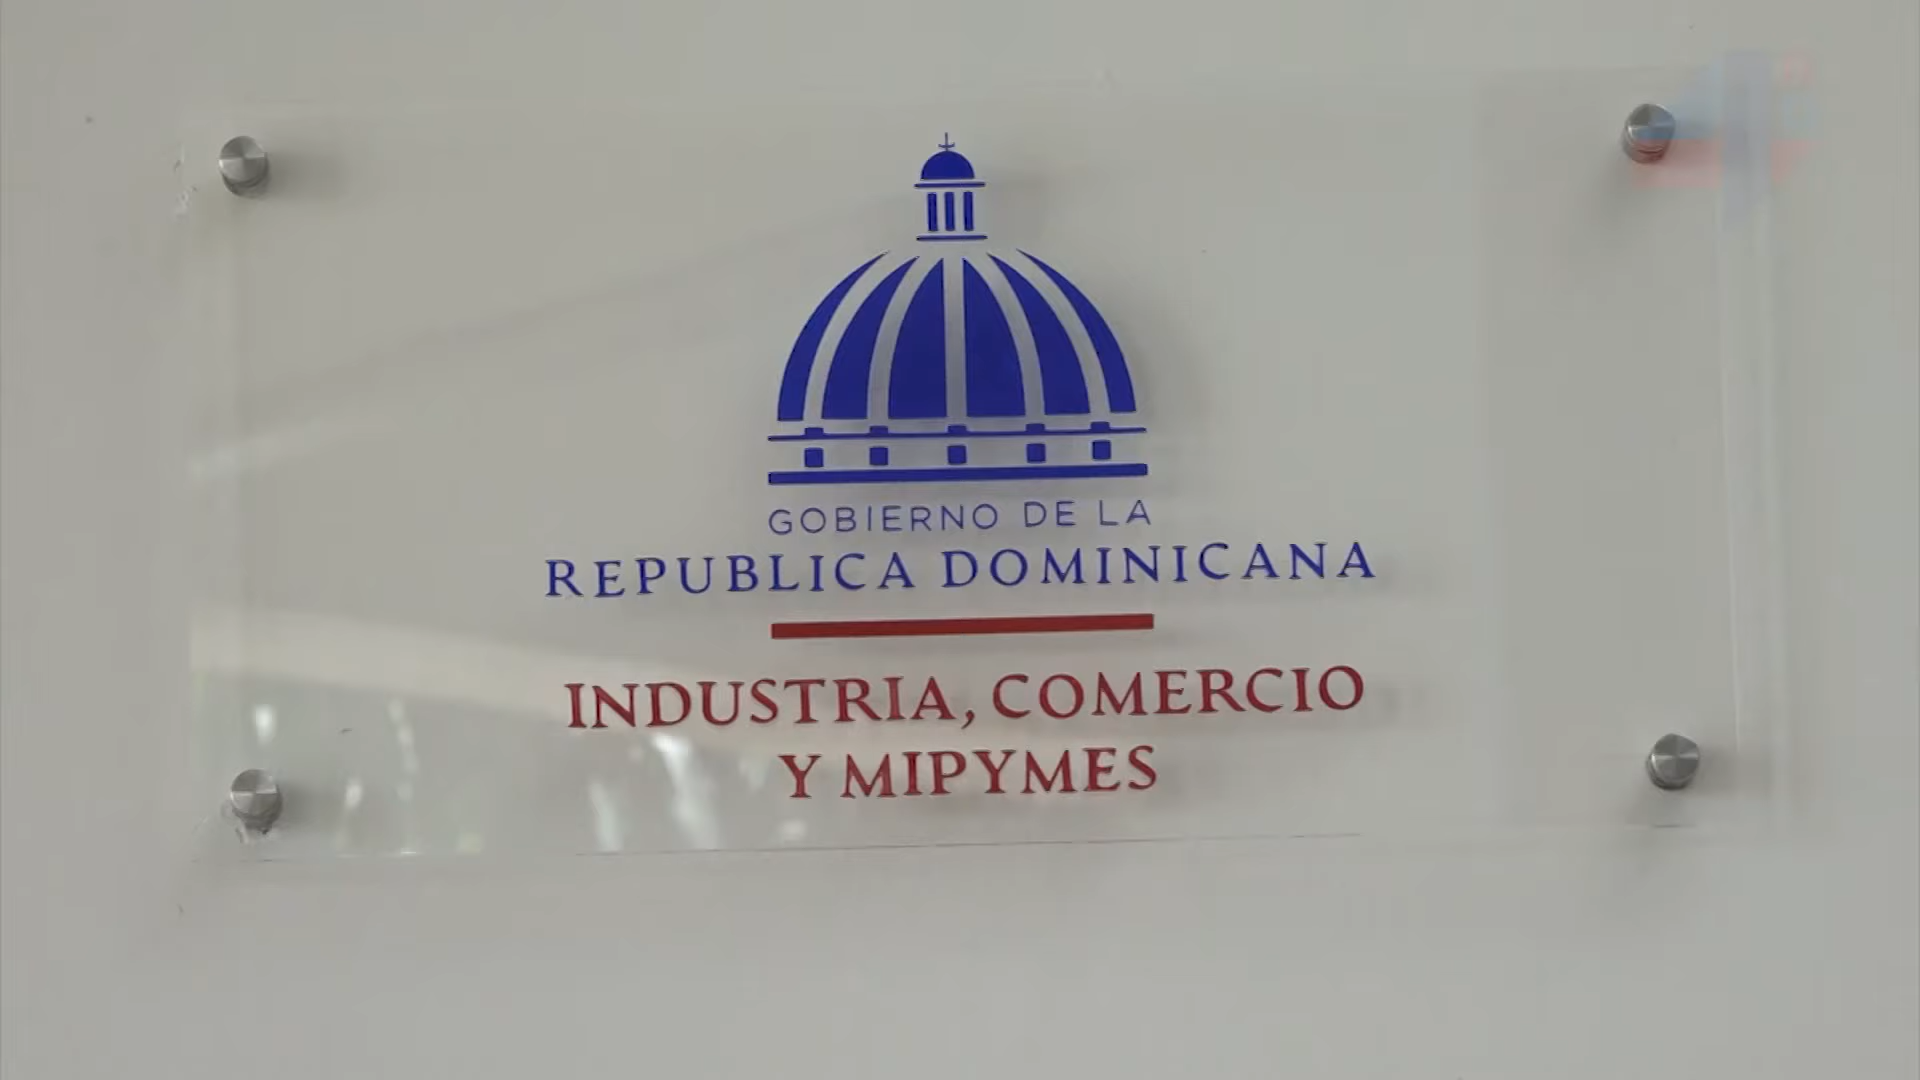 GOBIERNO DE LA
REPUBLICA DOMINICANA
INDUSTRIA, COMERCIO
Y MIPYMES